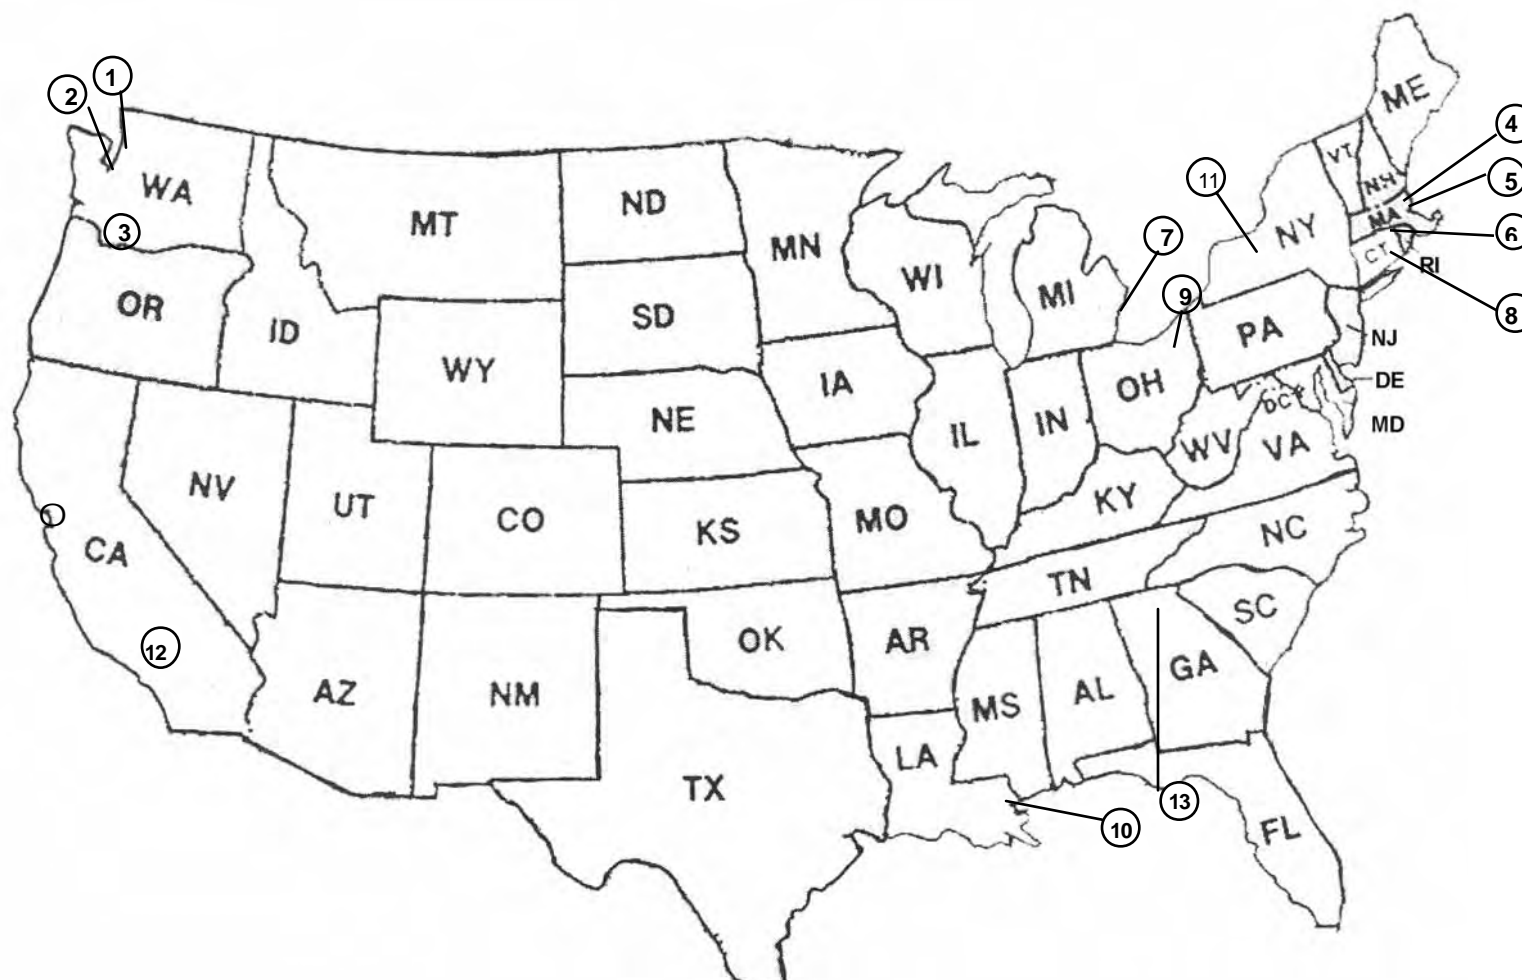 1
2
ME
4
VT
11
5
NH
WA
ND
MT
MA
3
NY
6
7
MN
CT
RI
WI
9
MI
OR
SD
8
ID
PA
NJ
WY
IA
DE
OH
DC
NE
IN
MD
IL
WV
VA
NV
UT
KY
CO
MO
KS
NC
CA
TN
SC
OK
AR
12
GA
AZ
NM
AL
MS
LA
TX
13
10
FL